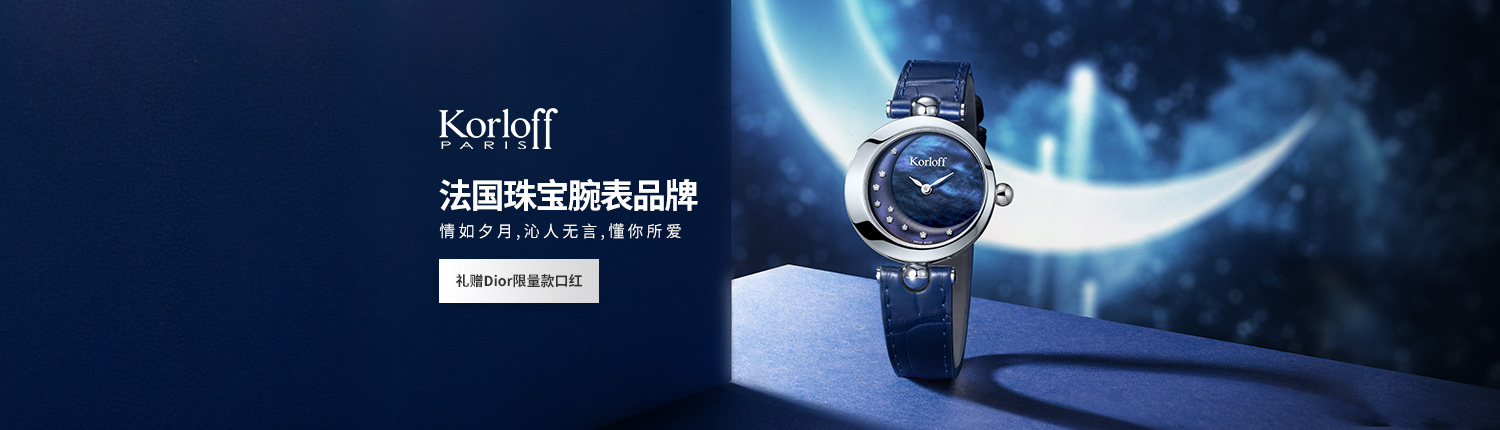 Korloff
PARIS
法国珠宝腕表品牌
情如夕月,沁人无言,懂你所爱
礼赠Dior限量款口红
Korloff